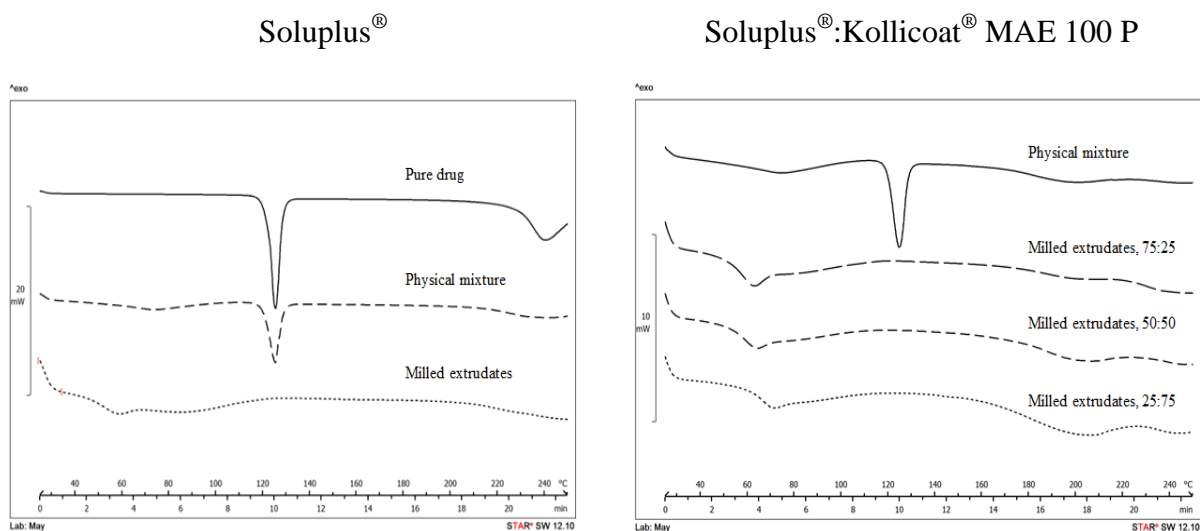 Soluplus®
Soluplus®:Kollicoat® MAE 100 P
^exo
Pure drug
Physical mixture
20
mW
Milled extrudates
40 60 80 100 120 140 160 180 200 220 240 °C
0 2 4 6 8 10 12 14 16 18 20 min
Lab: May
STARe SW 12.10
^exo
Physical mixture
Milled extrudates, 75:25
10
mW
Milled extrudates, 50:50
Milled extrudates, 25:75
40 60 80 100 120 140 160 180 200 220 240 °C
0 2 4 6 8 10 12 14 16 18 20 min
Lab: May
STARe SW 12.10